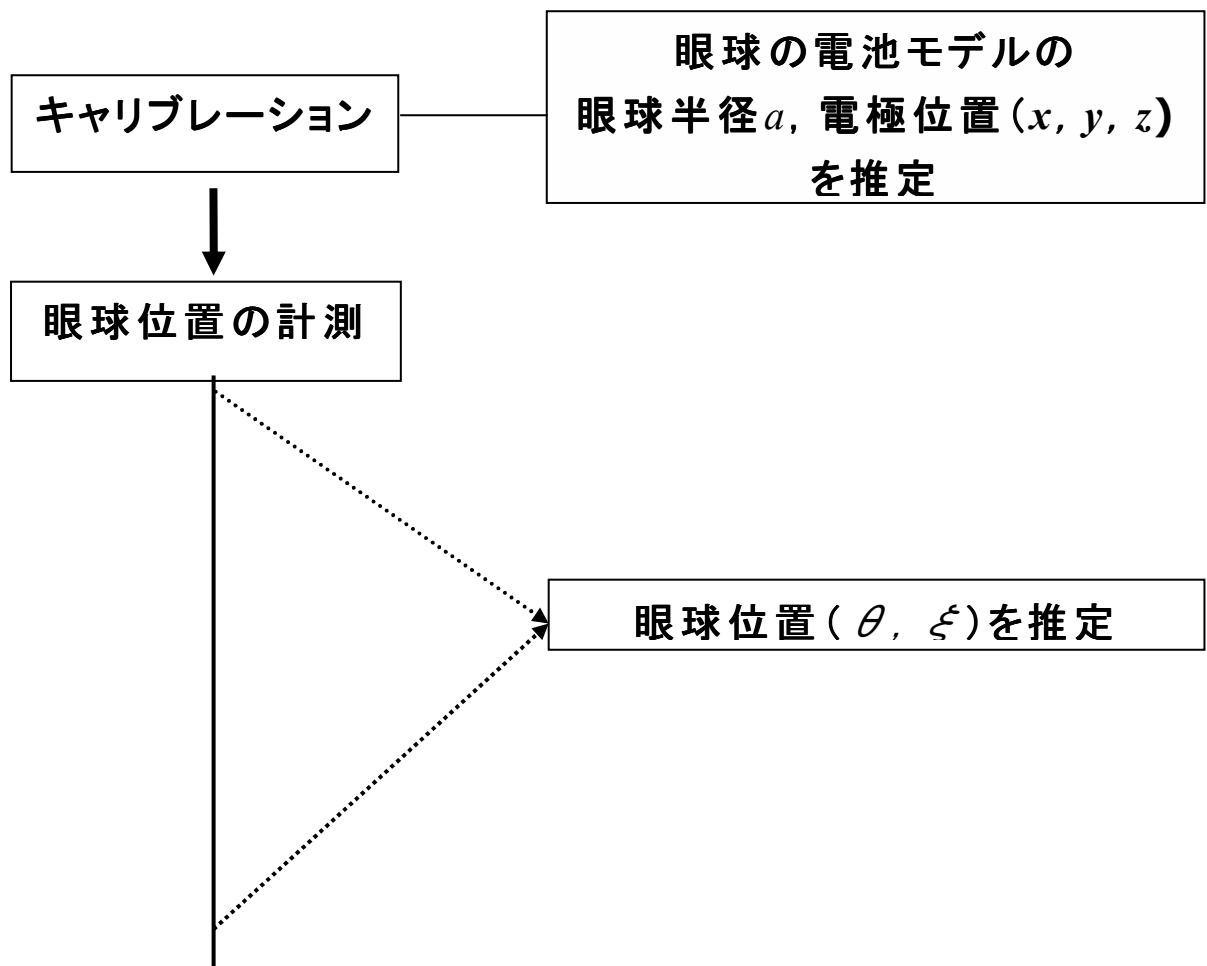 キャリブレーション
眼球の電池モデルの
眼球半径a, 電極位置(x, y, z)
を推定
眼球位置の計測
眼球位置( θ, ξ)を推定